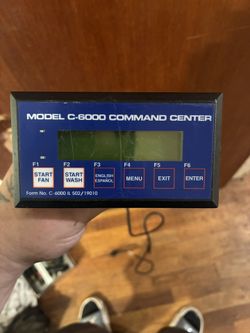 MODEL C-6000 COMMAND CENTER
F1 F2 F3 F4 F5 F6
START FAN START WASH ENGLISH ESPAÑOL MENU EXIT ENTER
Form No. C-6000 IL 502/19010